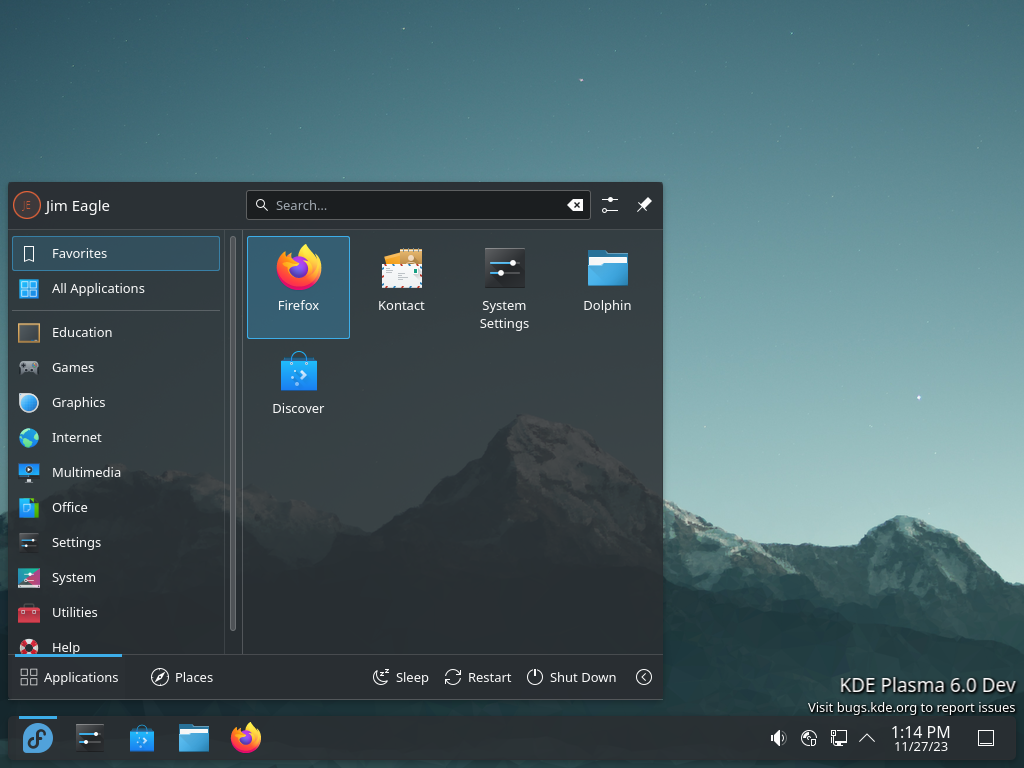 JE
Jim Eagle
Search...
Favorites
All Applications
Education
Games
Graphics
Internet
Multimedia
Office
Settings
System
Utilities
Help
Firefox
Kontact
System
Settings
Dolphin
Discover
Applications
Places
Sleep
Restart
Shut Down
KDE Plasma 6.0 Dev
Visit bugs.kde.org to report issues
1:14 PM
11/27/23